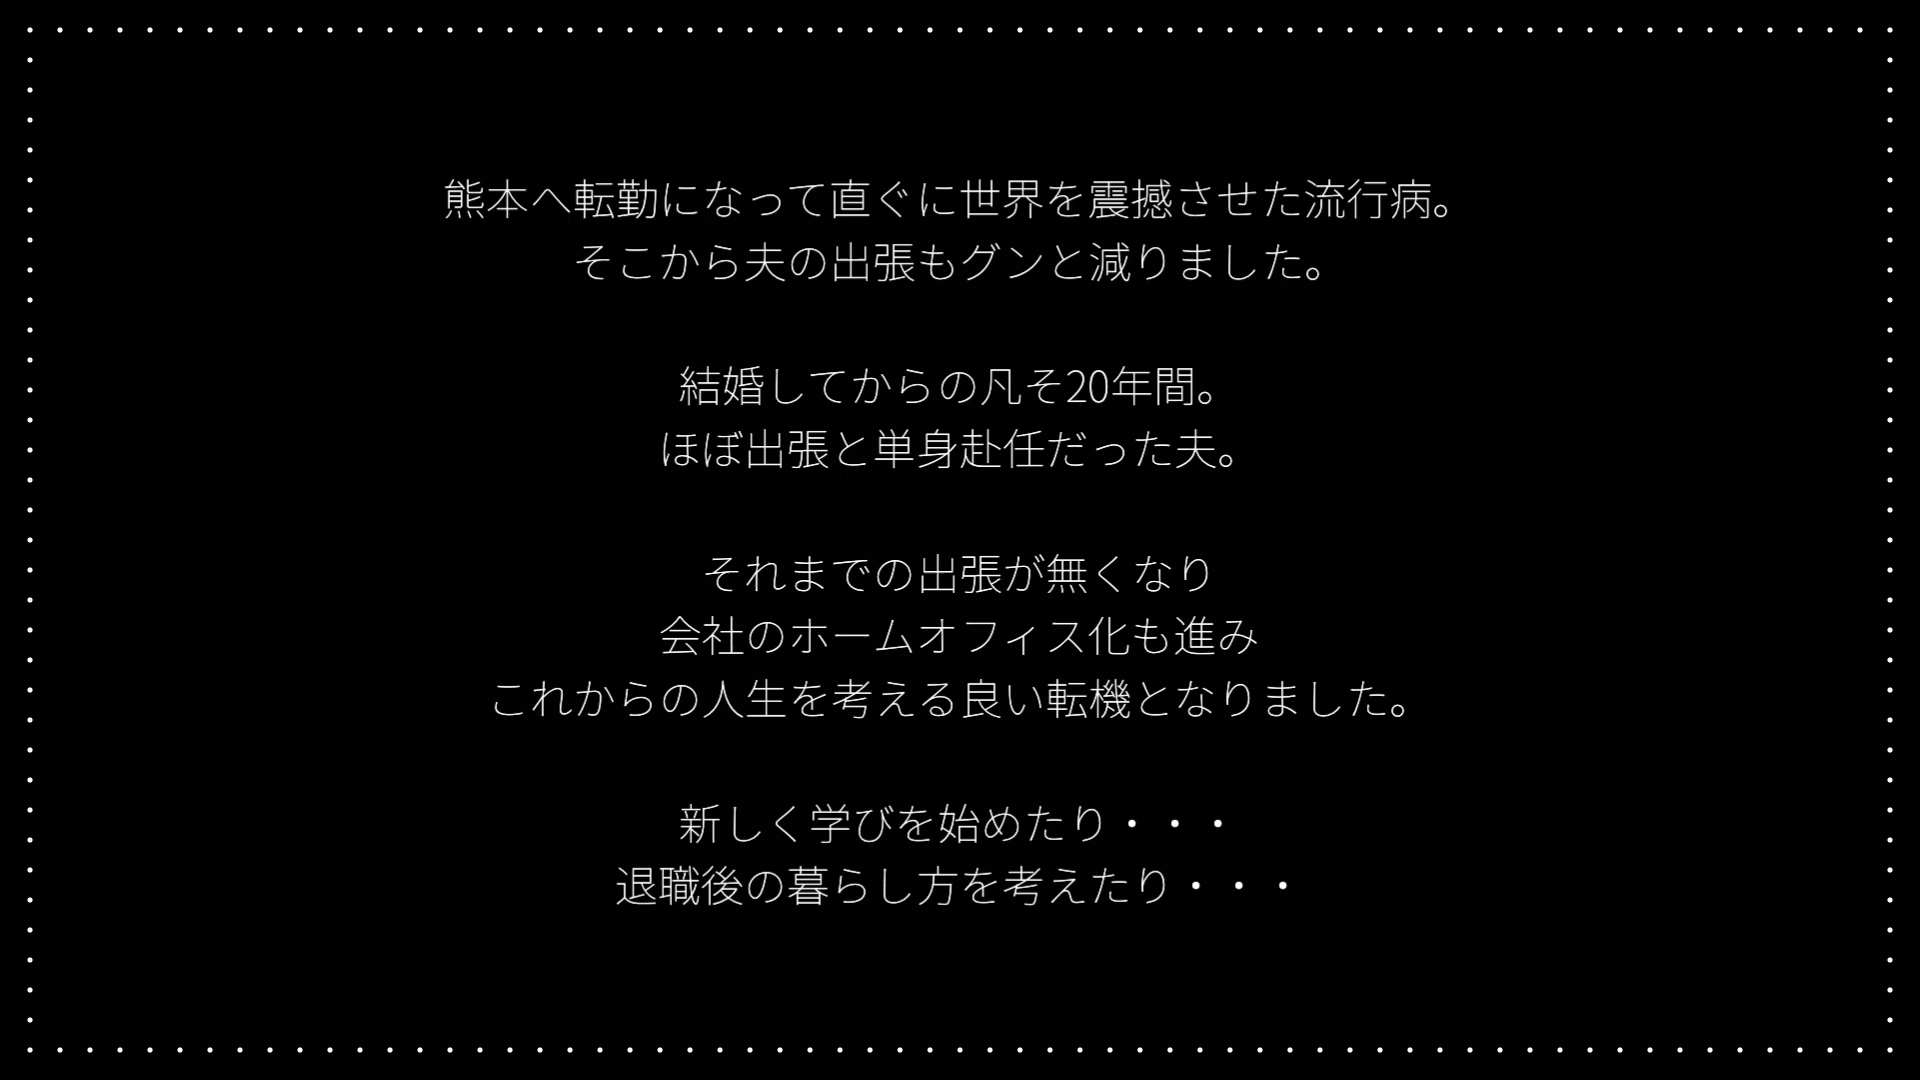 熊本へ転勤になって直ぐに世界を震撼させた流行病。
そこから夫の出張もグンと減りました。
結婚してからの凡そ20年間。
ほぼ出張と単身赴任だった夫。
それまでの出張が無くなり
会社のホームオフィス化も進み
これからの人生を考える良い転機となりました。
新しく学びを始めたり・・・
退職後の暮らし方を考えたり・・・